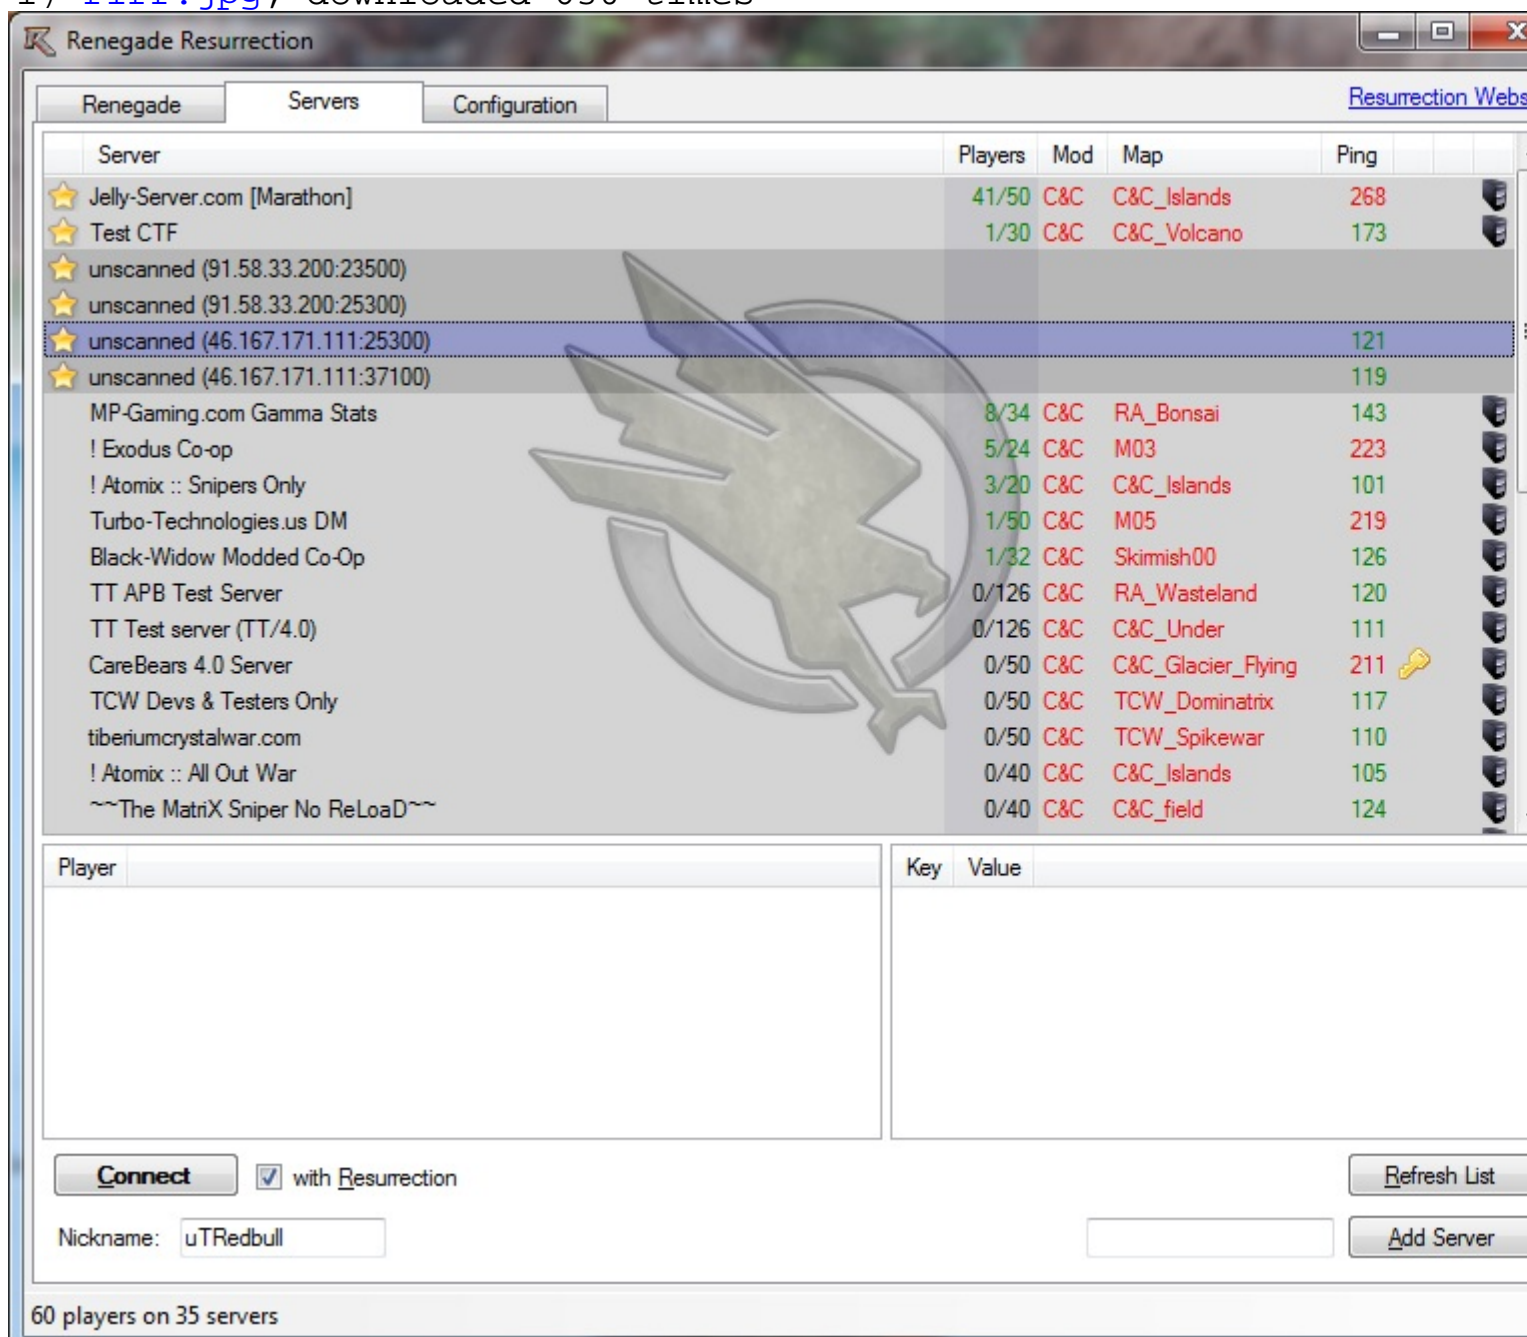 Renegade Resurrection
Renegade Servers Configuration Resurrection Webs
Server Players Mod Map Ping
Jelly-Server.com [Marathon] 41/50 C&C C&C_Islands 268
Test CTF 1/30 C&C C&C_Volcano 173
unscanned (91.58.33.200:23500)
unscanned (91.58.33.200:25300)
unscanned (46.167.171.111:25300) 121
unscanned (46.167.171.111:37100) 119
MP-Gaming.com Gamma Stats 8/34 C&C RA_Bonsai 143
! Exodus Co-op 5/24 C&C M03 223
! Atomix :: Snipers Only 3/20 C&C C&C_Islands 101
Turbo-Technologies.us DM 1/50 C&C M05 219
Black-Widow Modded Co-Op 1/32 C&C Skirmish00 126
TT APB Test Server 0/126 C&C RA_Wasteland 120
TT Test server (TT/4.0) 0/126 C&C C&C_Under 111
CareBears 4.0 Server 0/50 C&C C&C_Glacier_Flying 211
TCW Devs & Testers Only 0/50 C&C TCW_Dominatrix 117
tiberiumcrystalwar.com 0/50 C&C TCW_Spikewar 110
! Atomix :: All Out War 0/40 C&C C&C_Islands 105
~~The MatriX Sniper No ReLoaD~~ 0/40 C&C C&C_field 124
Player Key Value
Connect with Resurrection Refresh List
Nickname: uTRedbull Add Server
60 players on 35 servers